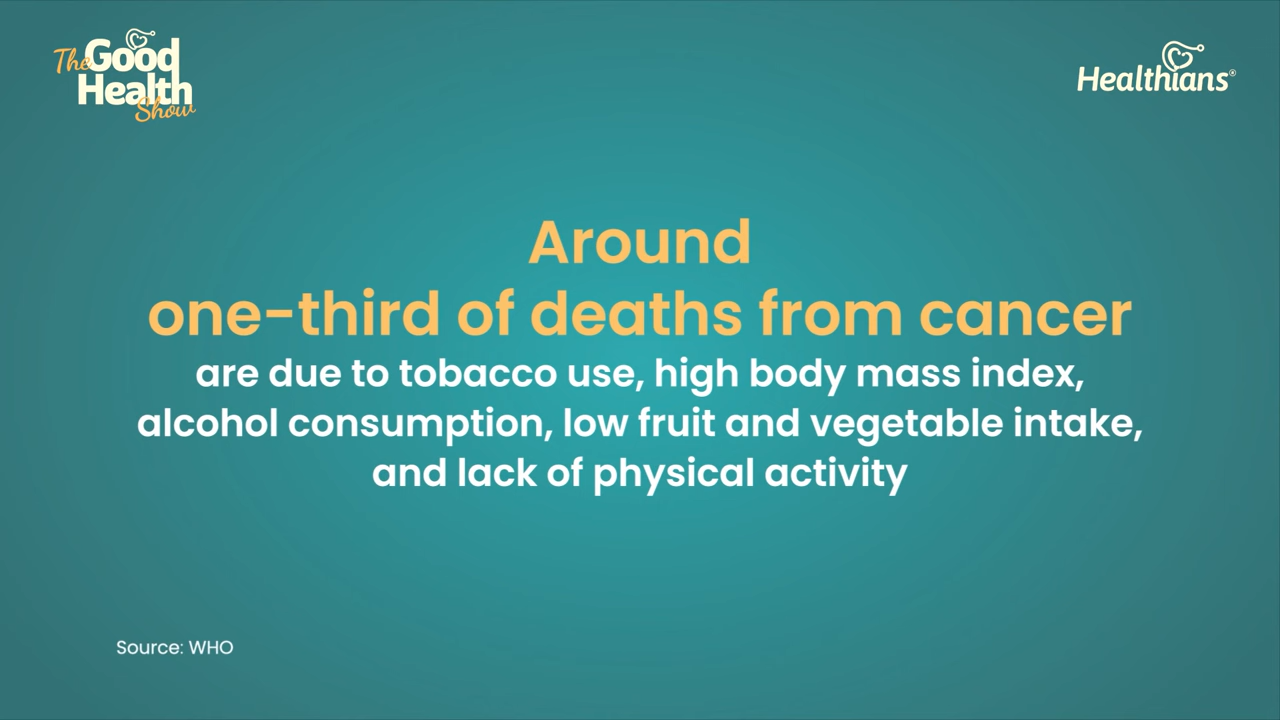 The Good
Health
Show
Healthians®
Around
one-third of deaths from cancer
are due to tobacco use, high body mass index,
alcohol consumption, low fruit and vegetable intake,
and lack of physical activity
Source: WHO